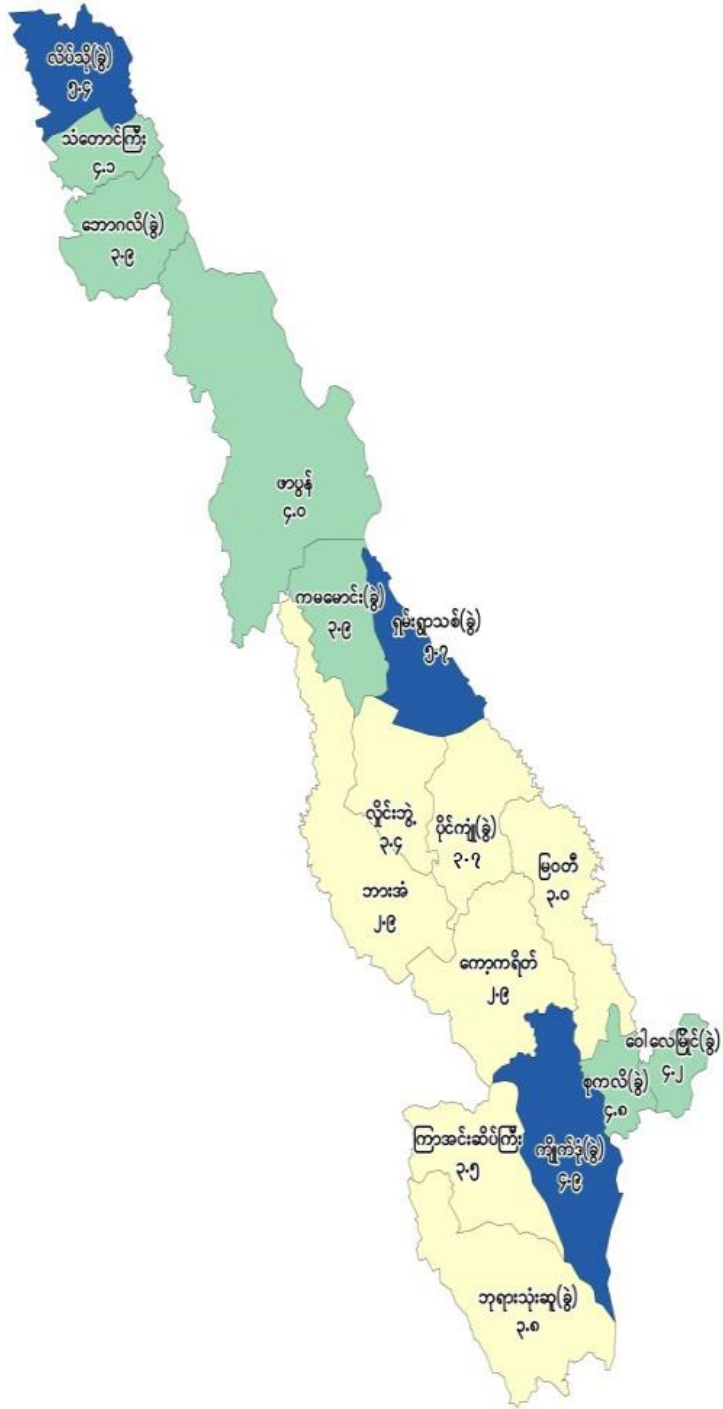 လိပ်သို(ခွဲ)
၅.၄
သံတောင်ကြီး
၄.၁
ဘောဂလိ(ခွဲ)
၃.၉
ဖာပွန်
၄.၀
ကမမောင်း(ခွဲ)
၃.၉
ရှမ်းရွာသစ်(ခွဲ)
၅.၇
လှိုင်းဘွဲ့
၃.၄
ပိုင်ကျုံ(ခွဲ)
၃.၇
မြဝတီ
၃.၀
ဘားအံ
၂.၉
ကော့ကရိတ်
၂.၉
ဝေါလေမြိုင်(ခွဲ)
၄.၂
စုကလိ(ခွဲ)
၄.၈
ကြာအင်းဆိပ်ကြီး
၃.၅
ကျိုက်ဒုံ(ခွဲ)
၄.၉
ဘုရားသုံးဆူ(ခွဲ)
၃.၈